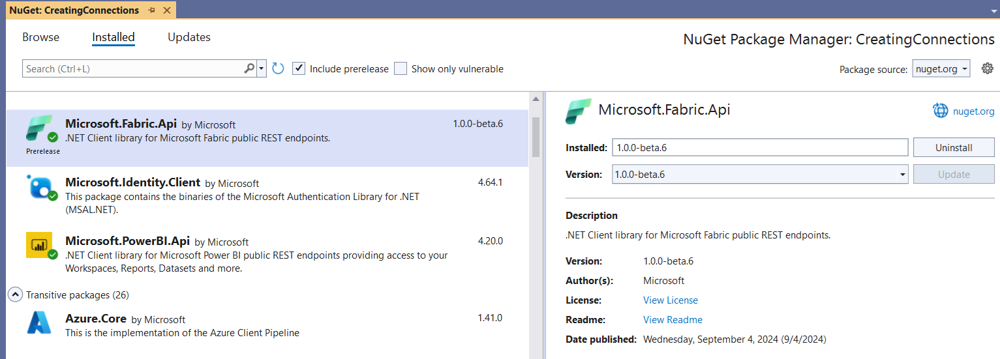 NuGet: CreatingConnections
Browse
Installed
Updates
NuGet Package Manager: CreatingConnections
Search (Ctrl+L)
Include prerelease
Show only vulnerable
Package source: nuget.org
Microsoft.Fabric.Api by Microsoft 1.0.0-beta.6
.NET Client library for Microsoft Fabric public REST endpoints.
Prerelease
Microsoft.Identity.Client by Microsoft 4.64.1
This package contains the binaries of the Microsoft Authentication Library for .NET
(MSAL.NET).
Microsoft.PowerBI.Api by Microsoft 4.20.0
.NET Client library for Microsoft Power BI public REST endpoints providing access to your
Workspaces, Reports, Datasets and more.
Transitive packages (26)
Azure.Core by Microsoft 1.41.0
This is the implementation of the Azure Client Pipeline
Microsoft.Fabric.Api nuget.org
Installed: 1.0.0-beta.6 Uninstall
Version: 1.0.0-beta.6 Update
Description
.NET Client library for Microsoft Fabric public REST endpoints.
Version: 1.0.0-beta.6
Author(s): Microsoft
License: View License
Readme: View Readme
Date published: Wednesday, September 4, 2024 (9/4/2024)